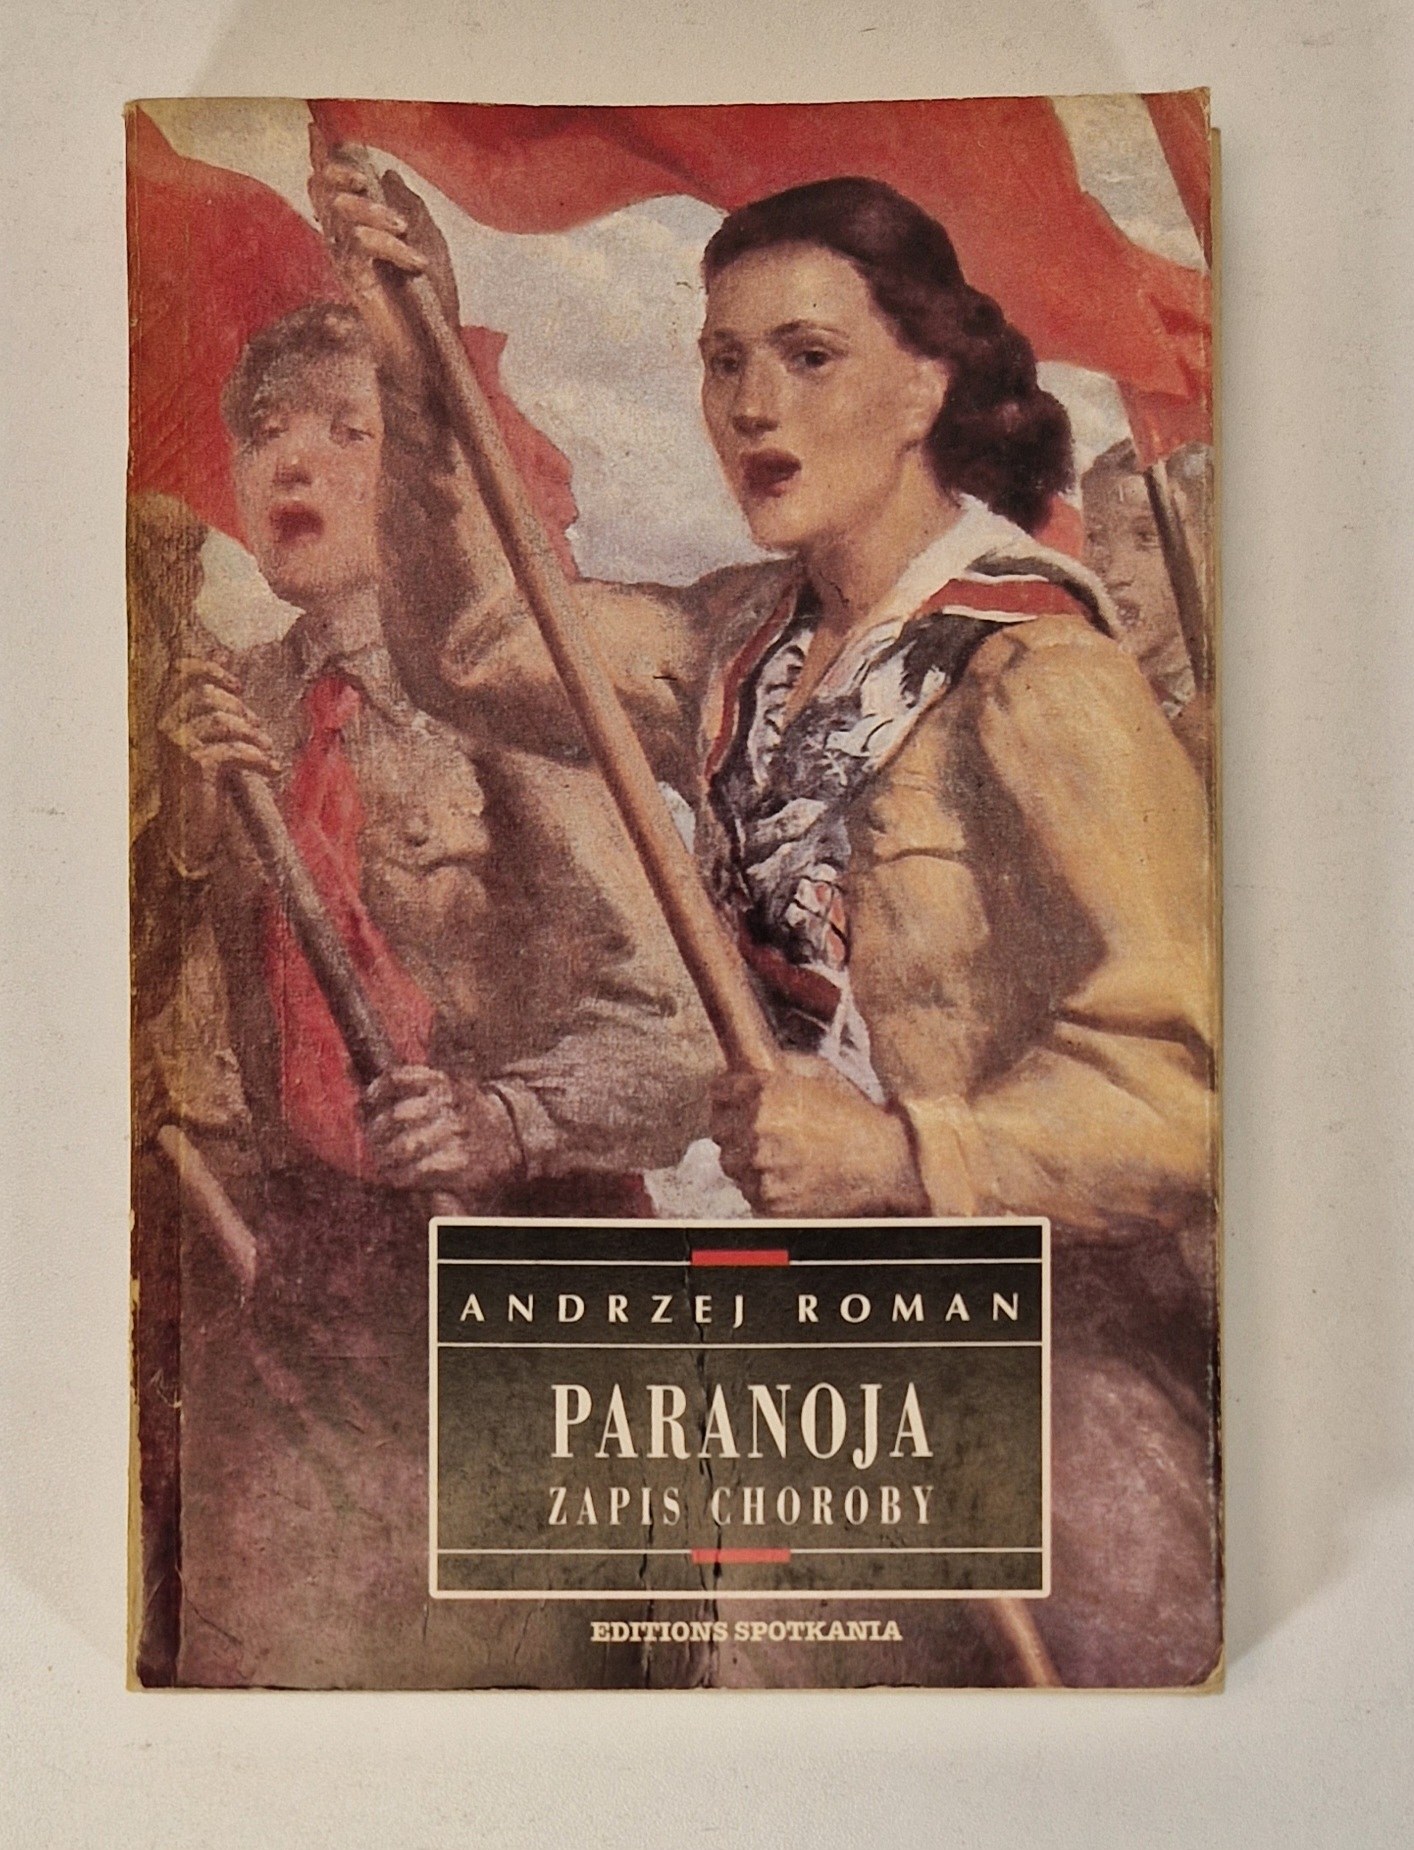 ANDRZEJ ROMAN
PARANOJA
ZAPIS CHOROBY
EDITIONS SPOTKANIA